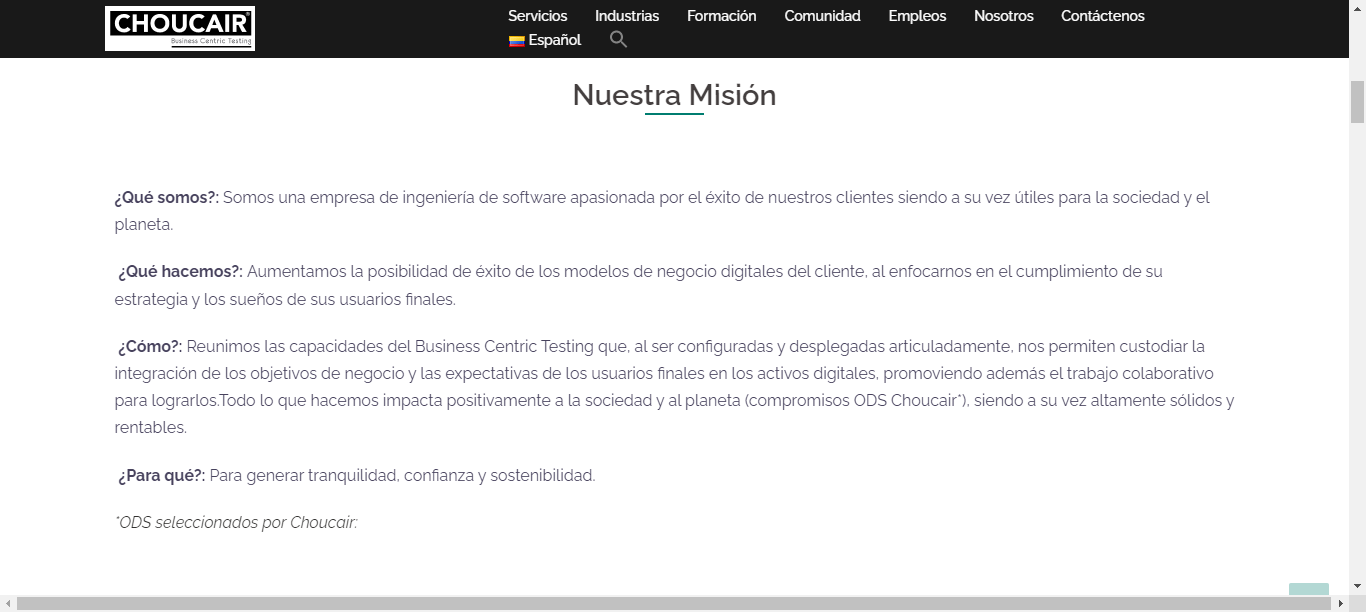 CHOUCAIR®
Business Centric Testing
Servicios Industrias Formación Comunidad Empleos Nosotros Contáctenos
Español
Nuestra Misión
¿Qué somos?: Somos una empresa de ingeniería de software apasionada por el éxito de nuestros clientes siendo a su vez útiles para la sociedad y el
planeta.
¿Qué hacemos?: Aumentamos la posibilidad de éxito de los modelos de negocio digitales del cliente, al enfocarnos en el cumplimiento de su
estrategia y los sueños de sus usuarios finales.
¿Cómo?: Reunimos las capacidades del Business Centric Testing que, al ser configuradas y desplegadas articuladamente, nos permiten custodiar la
integración de los objetivos de negocio y las expectativas de los usuarios finales en los activos digitales, promoviendo además el trabajo colaborativo
para lograrlos.Todo lo que hacemos impacta positivamente a la sociedad y al planeta (compromisos ODS Choucair*), siendo a su vez altamente sólidos y
rentables.
¿Para qué?: Para generar tranquilidad, confianza y sostenibilidad.
*ODS seleccionados por Choucair: